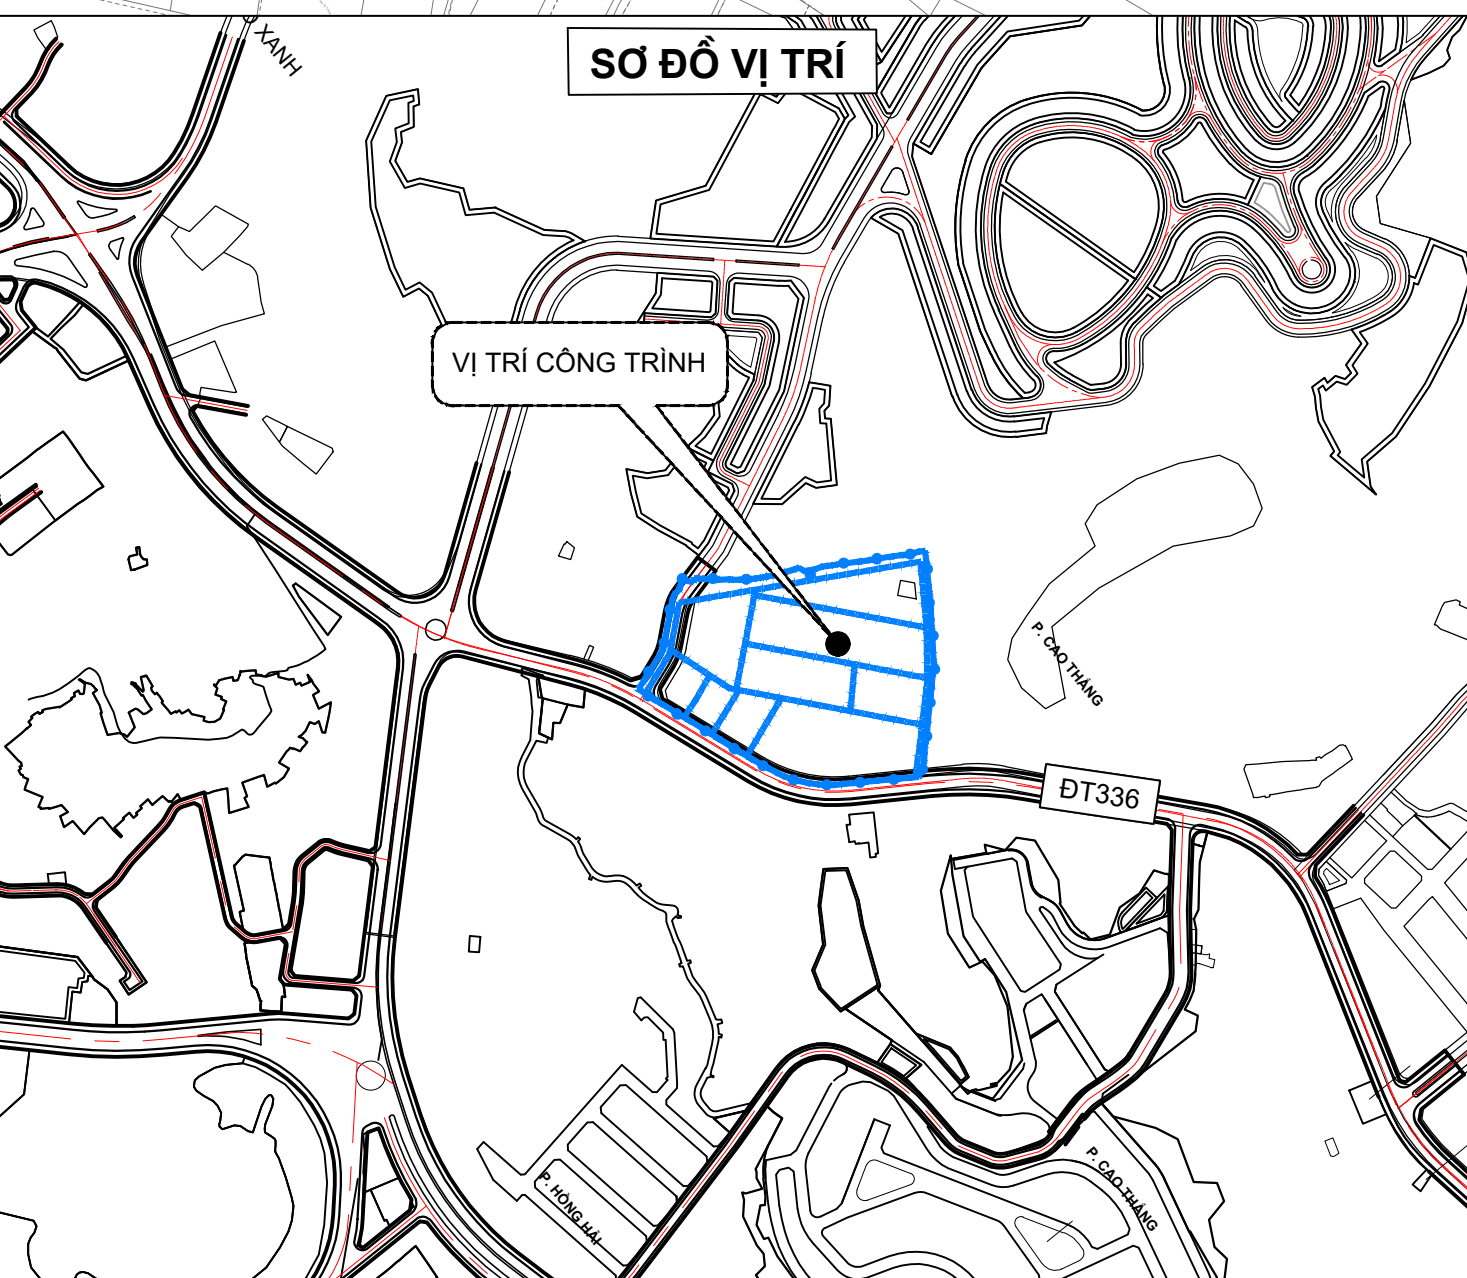 XANH
SƠ ĐỒ VỊ TRÍ
VỊ TRÍ CÔNG TRÌNH
P. CAO THẮNG
ĐT336
P. CAO THẮNG
P. HỒNG HẢI